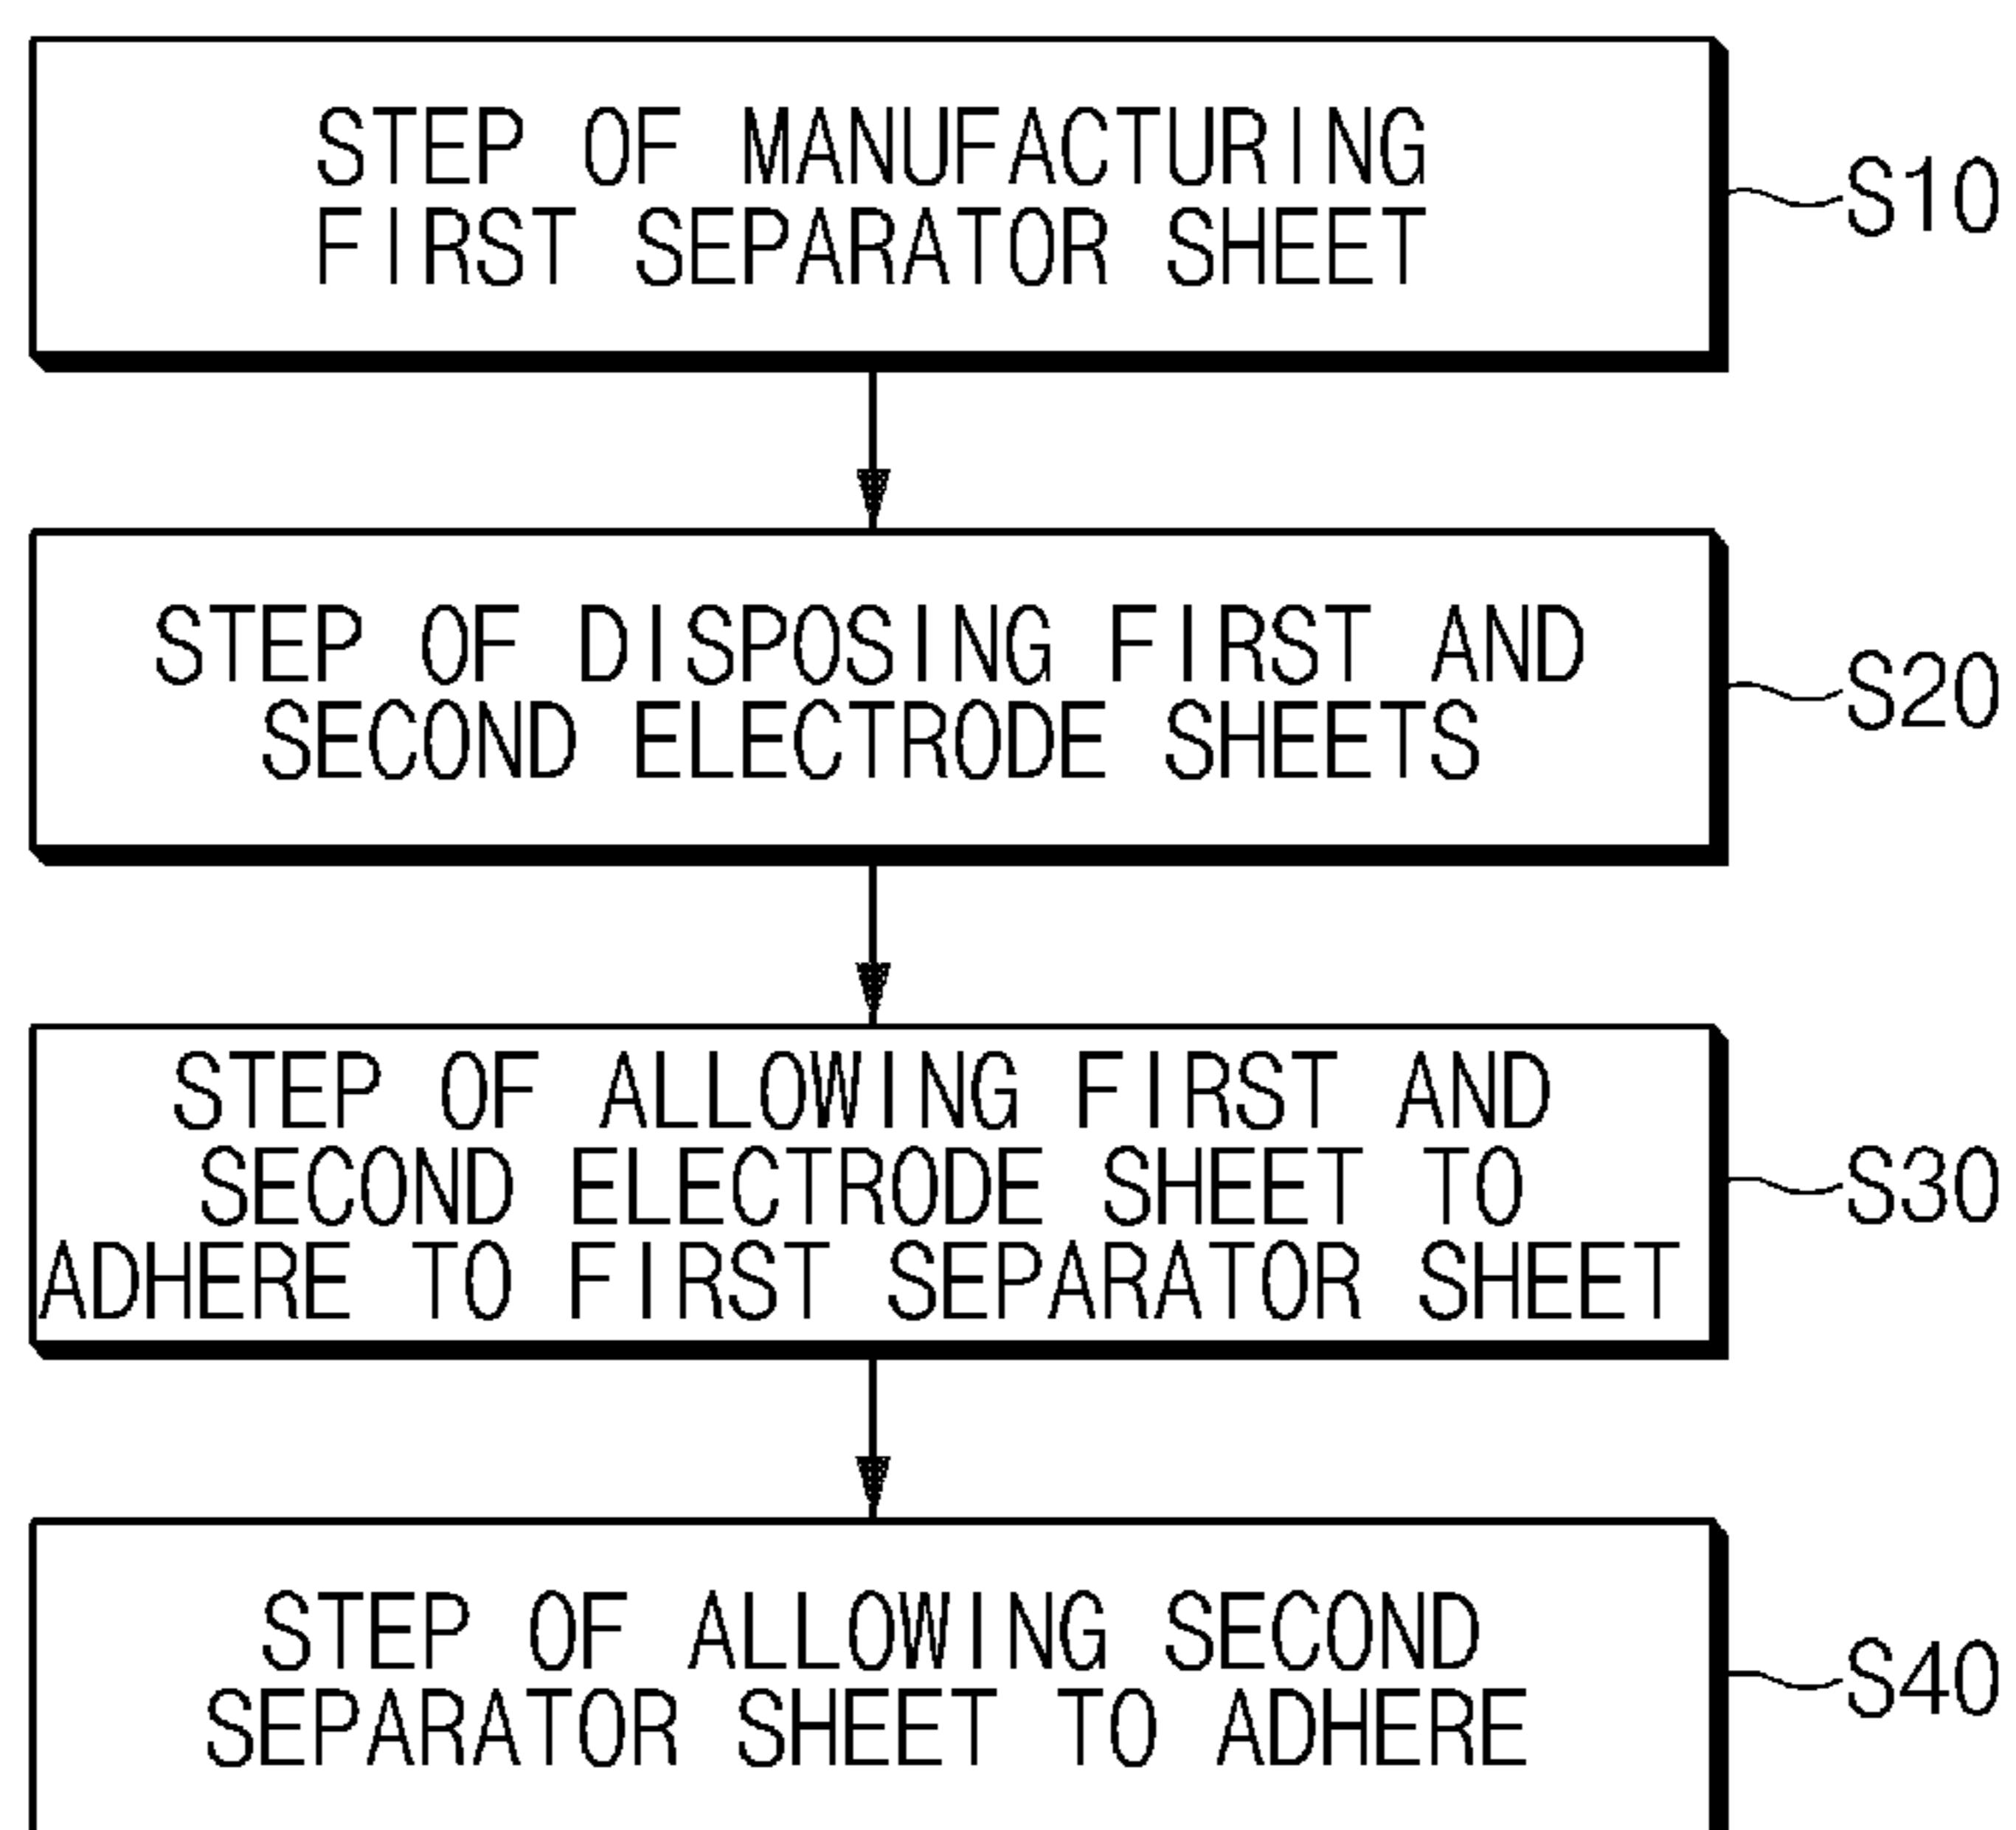 STEP OF MANUFACTURING
FIRST SEPARATOR SHEET
S10
STEP OF DISPOSING FIRST AND
SECOND ELECTRODE SHEETS
S20
STEP OF ALLOWING FIRST AND
SECOND ELECTRODE SHEET TO
ADHERE TO FIRST SEPARATOR SHEET
S30
STEP OF ALLOWING SECOND
SEPARATOR SHEET TO ADHERE
S40